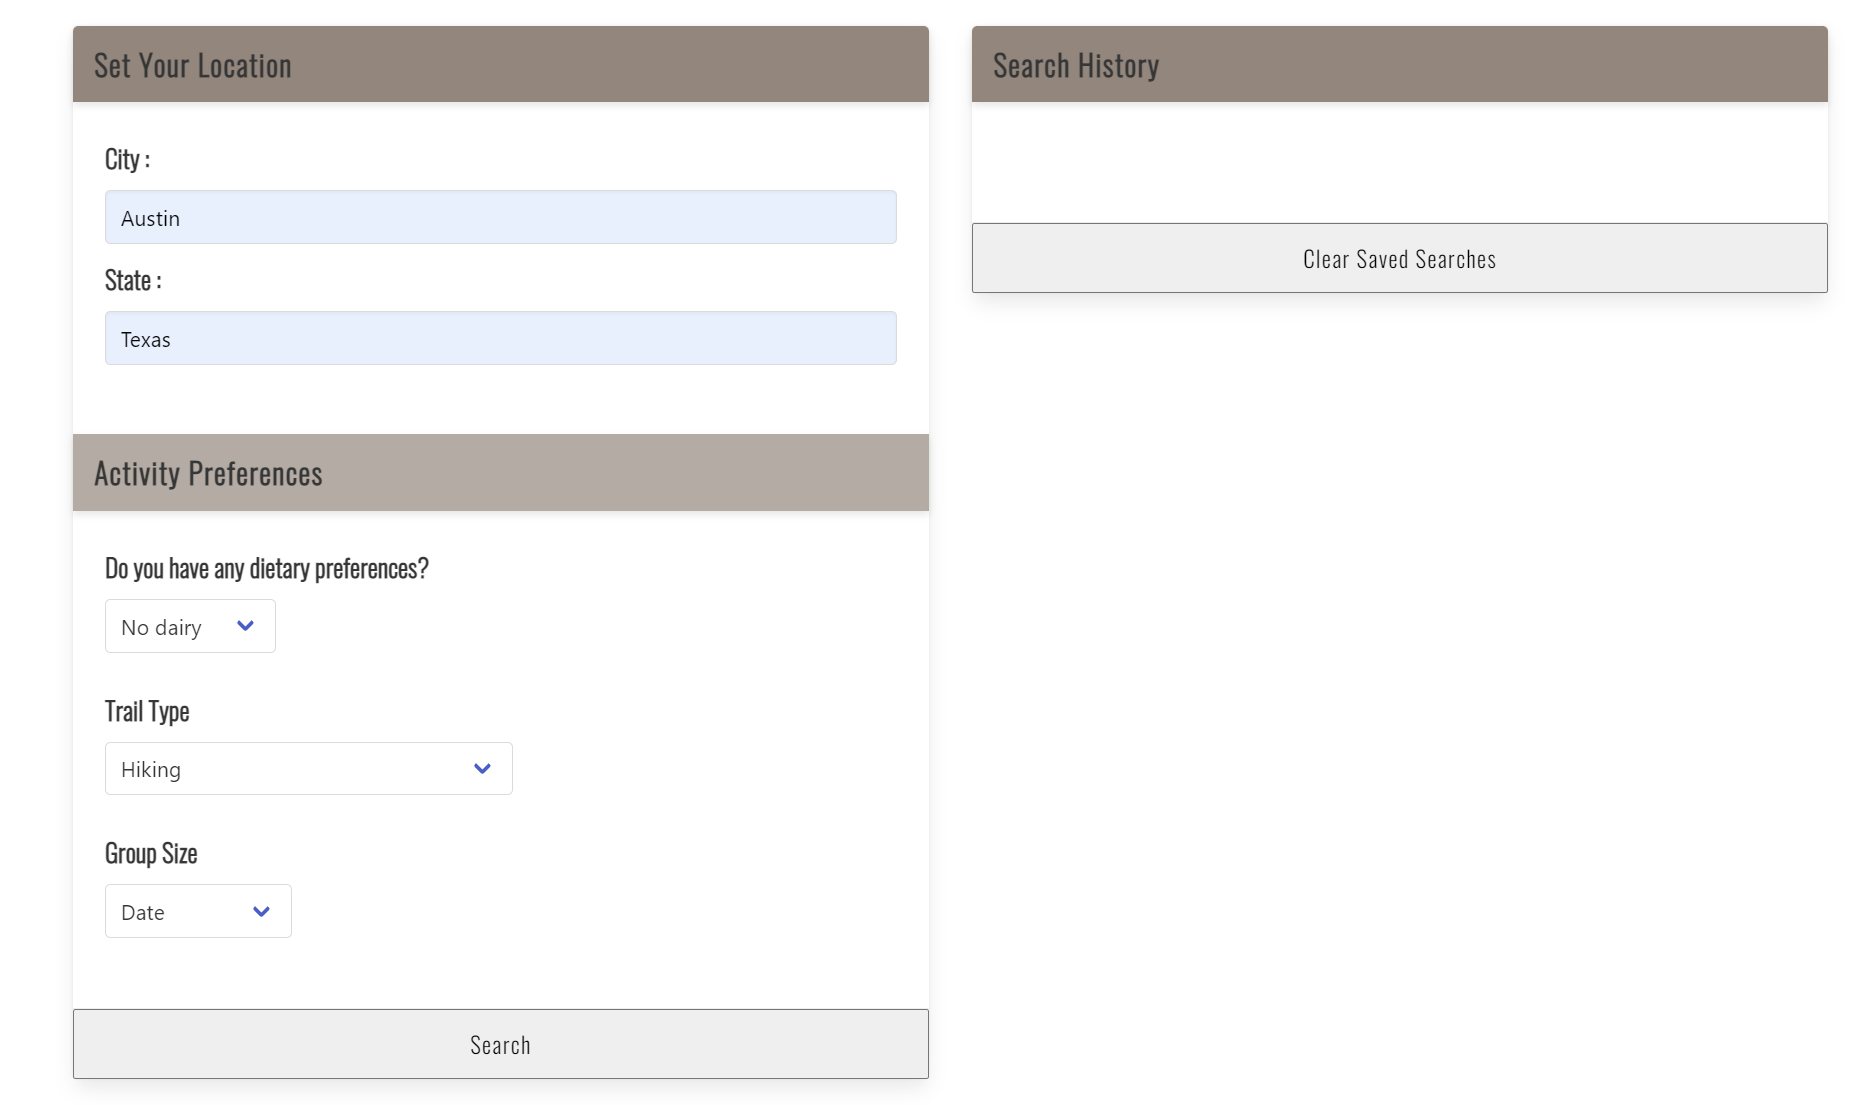 Set Your Location
City :
Austin
State :
Texas
Activity Preferences
Do you have any dietary preferences?
No dairy
Trail Type
Hiking
Group Size
Date
Search
Search History
Clear Saved Searches